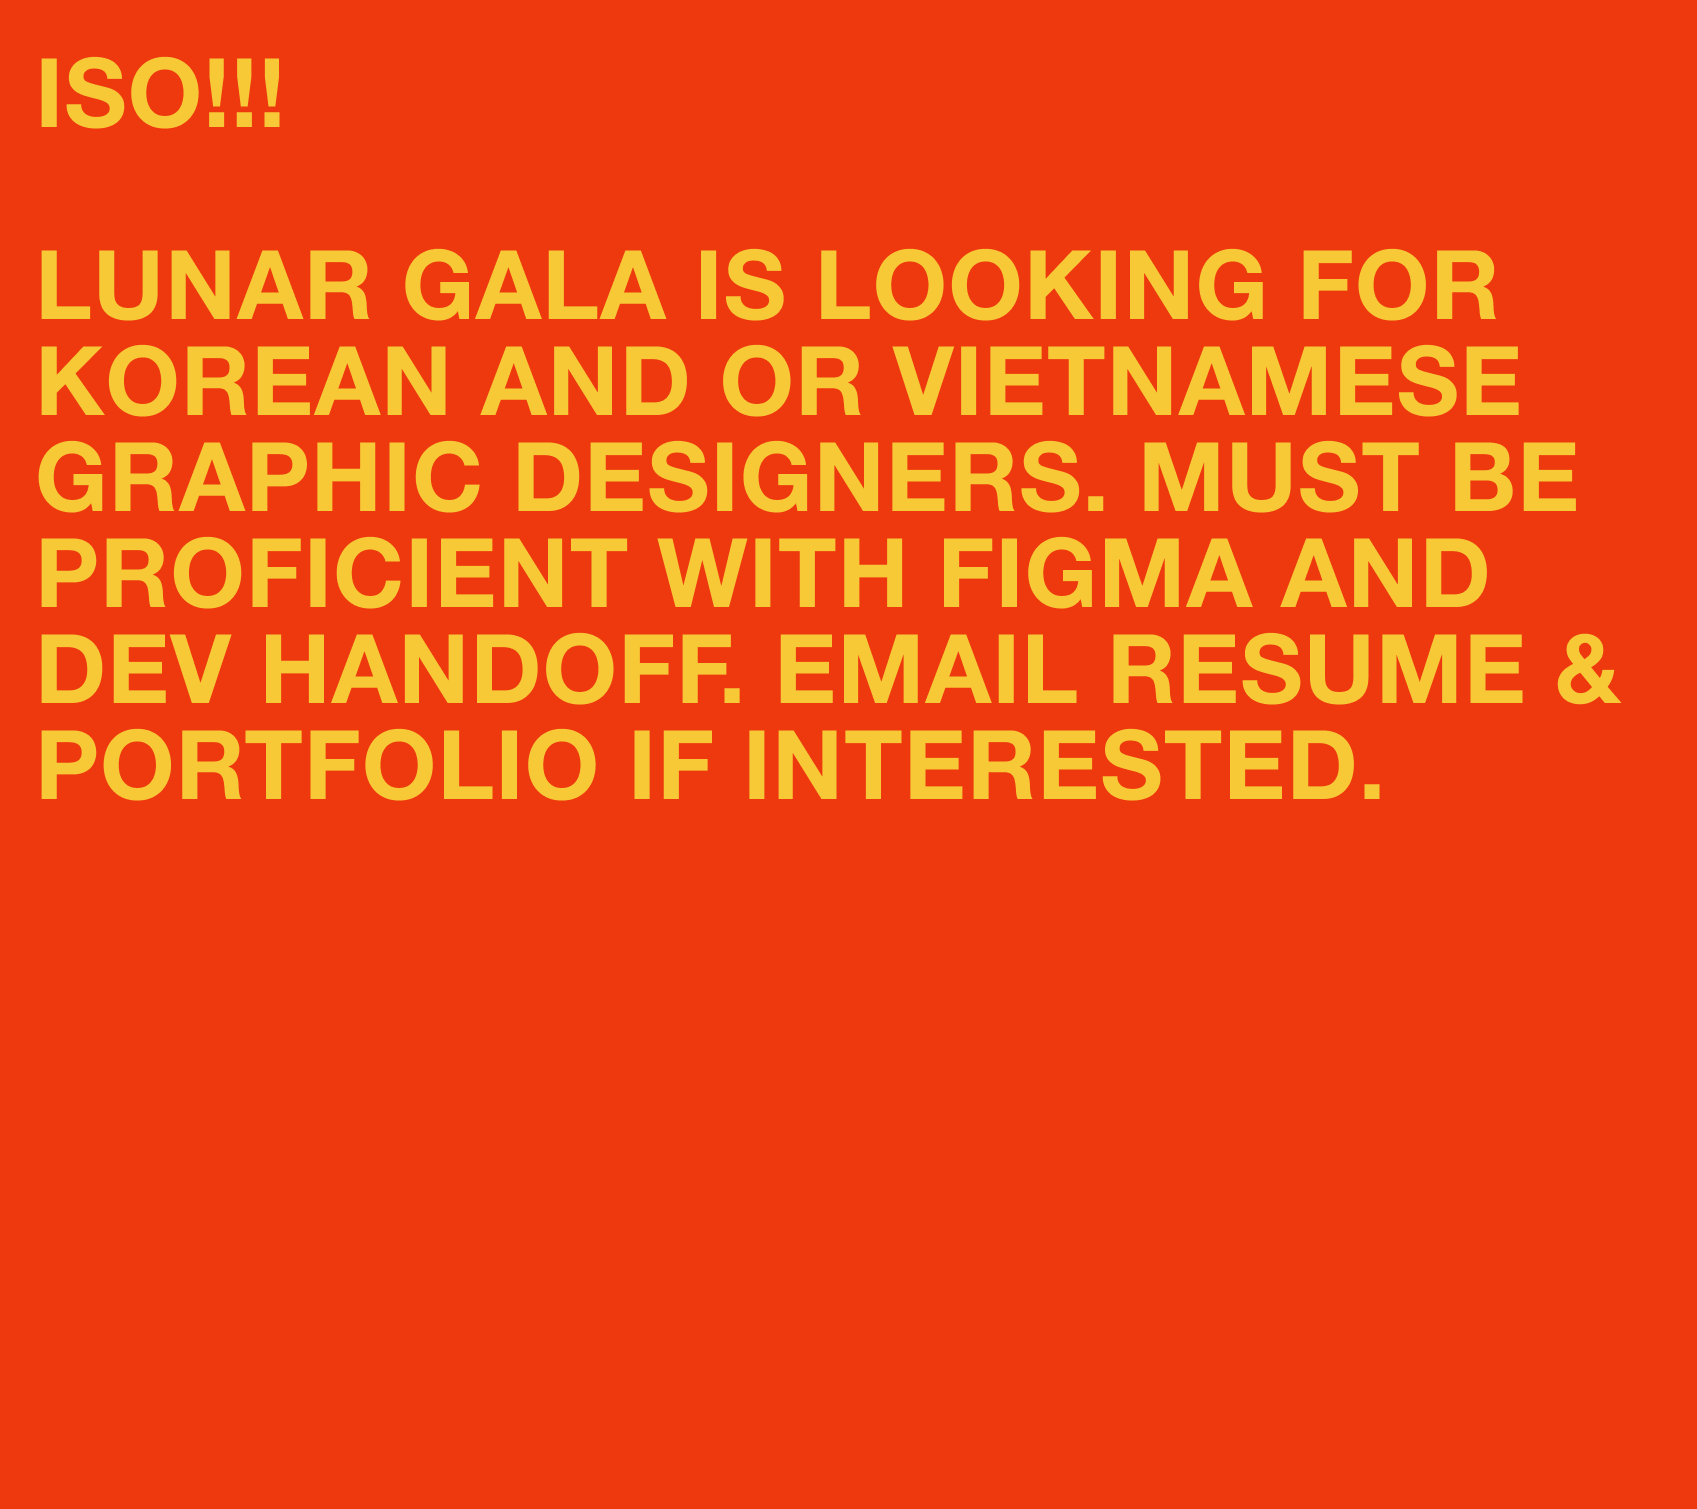 ISO!!!
LUNAR GALA IS LOOKING FOR
KOREAN AND OR VIETNAMESE
GRAPHIC DESIGNERS. MUST BE
PROFICIENT WITH FIGMA AND
DEV HANDOFF. EMAIL RESUME &
PORTFOLIO IF INTERESTED.